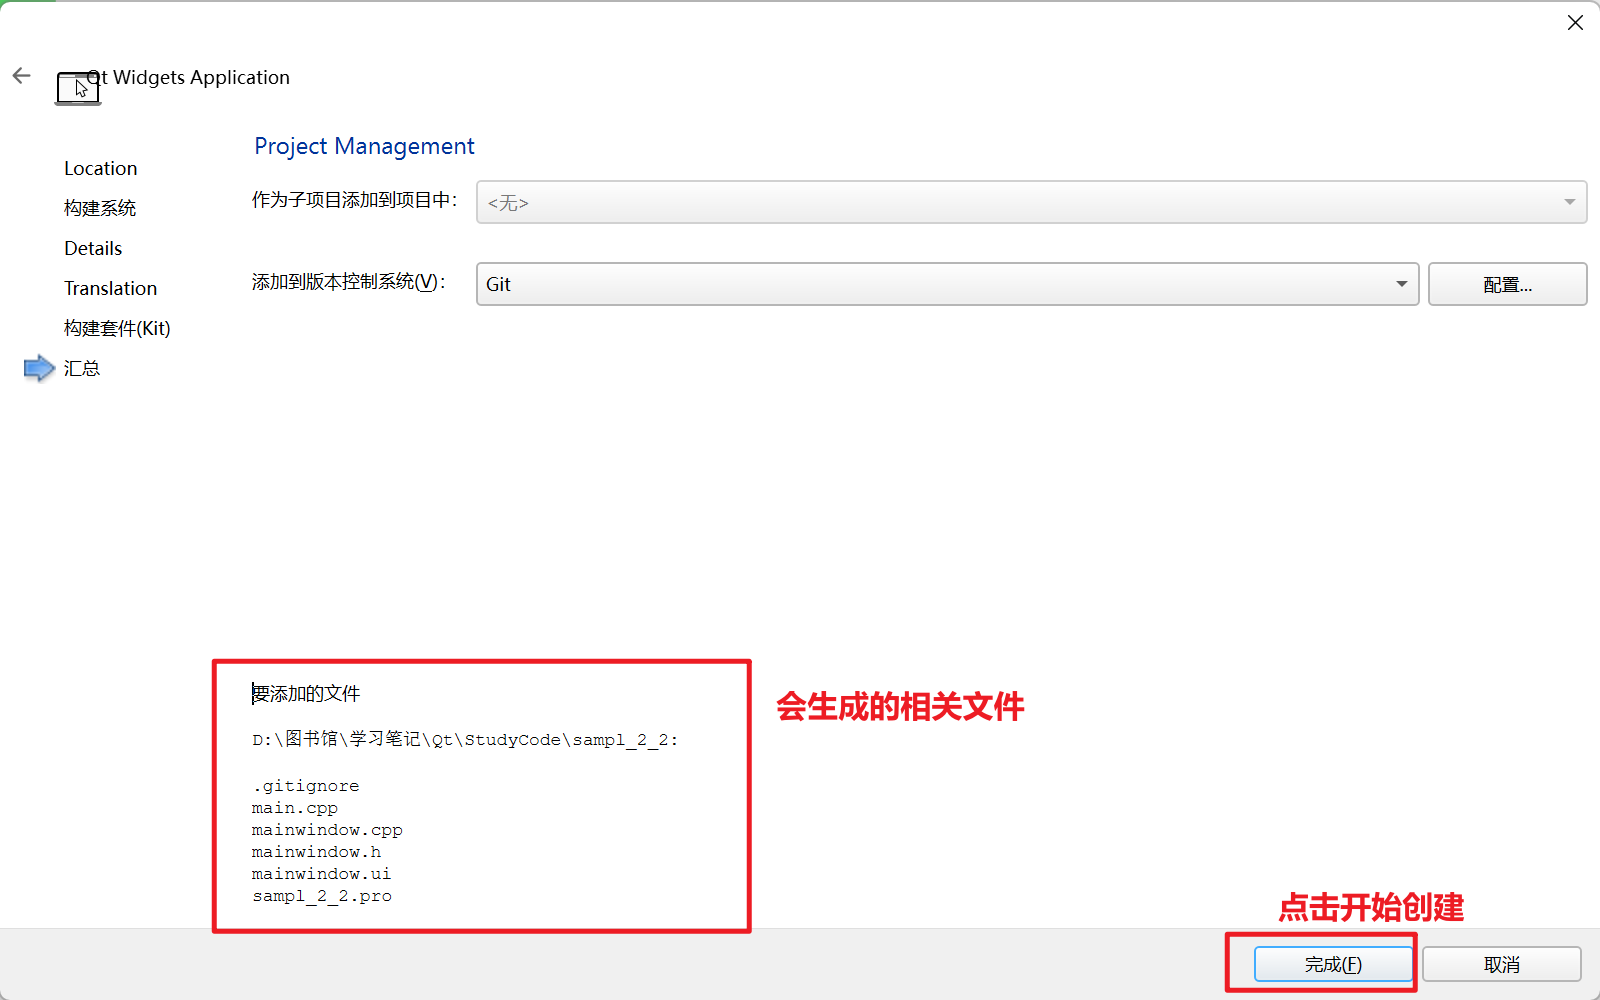 Qt Widgets Application
Location
构建系统
Details
Translation
构建套件(Kit)
汇总
Project Management
作为子项目添加到项目中：
<无>
添加到版本控制系统(V)：
Git
配置...
要添加的文件
D:\图书馆\学习笔记\Qt\StudyCode\sampl_2_2:
.gitignore
main.cpp
mainwindow.cpp
mainwindow.h
mainwindow.ui
sampl_2_2.pro
会生成的相关文件
点击开始创建
完成(F)
取消